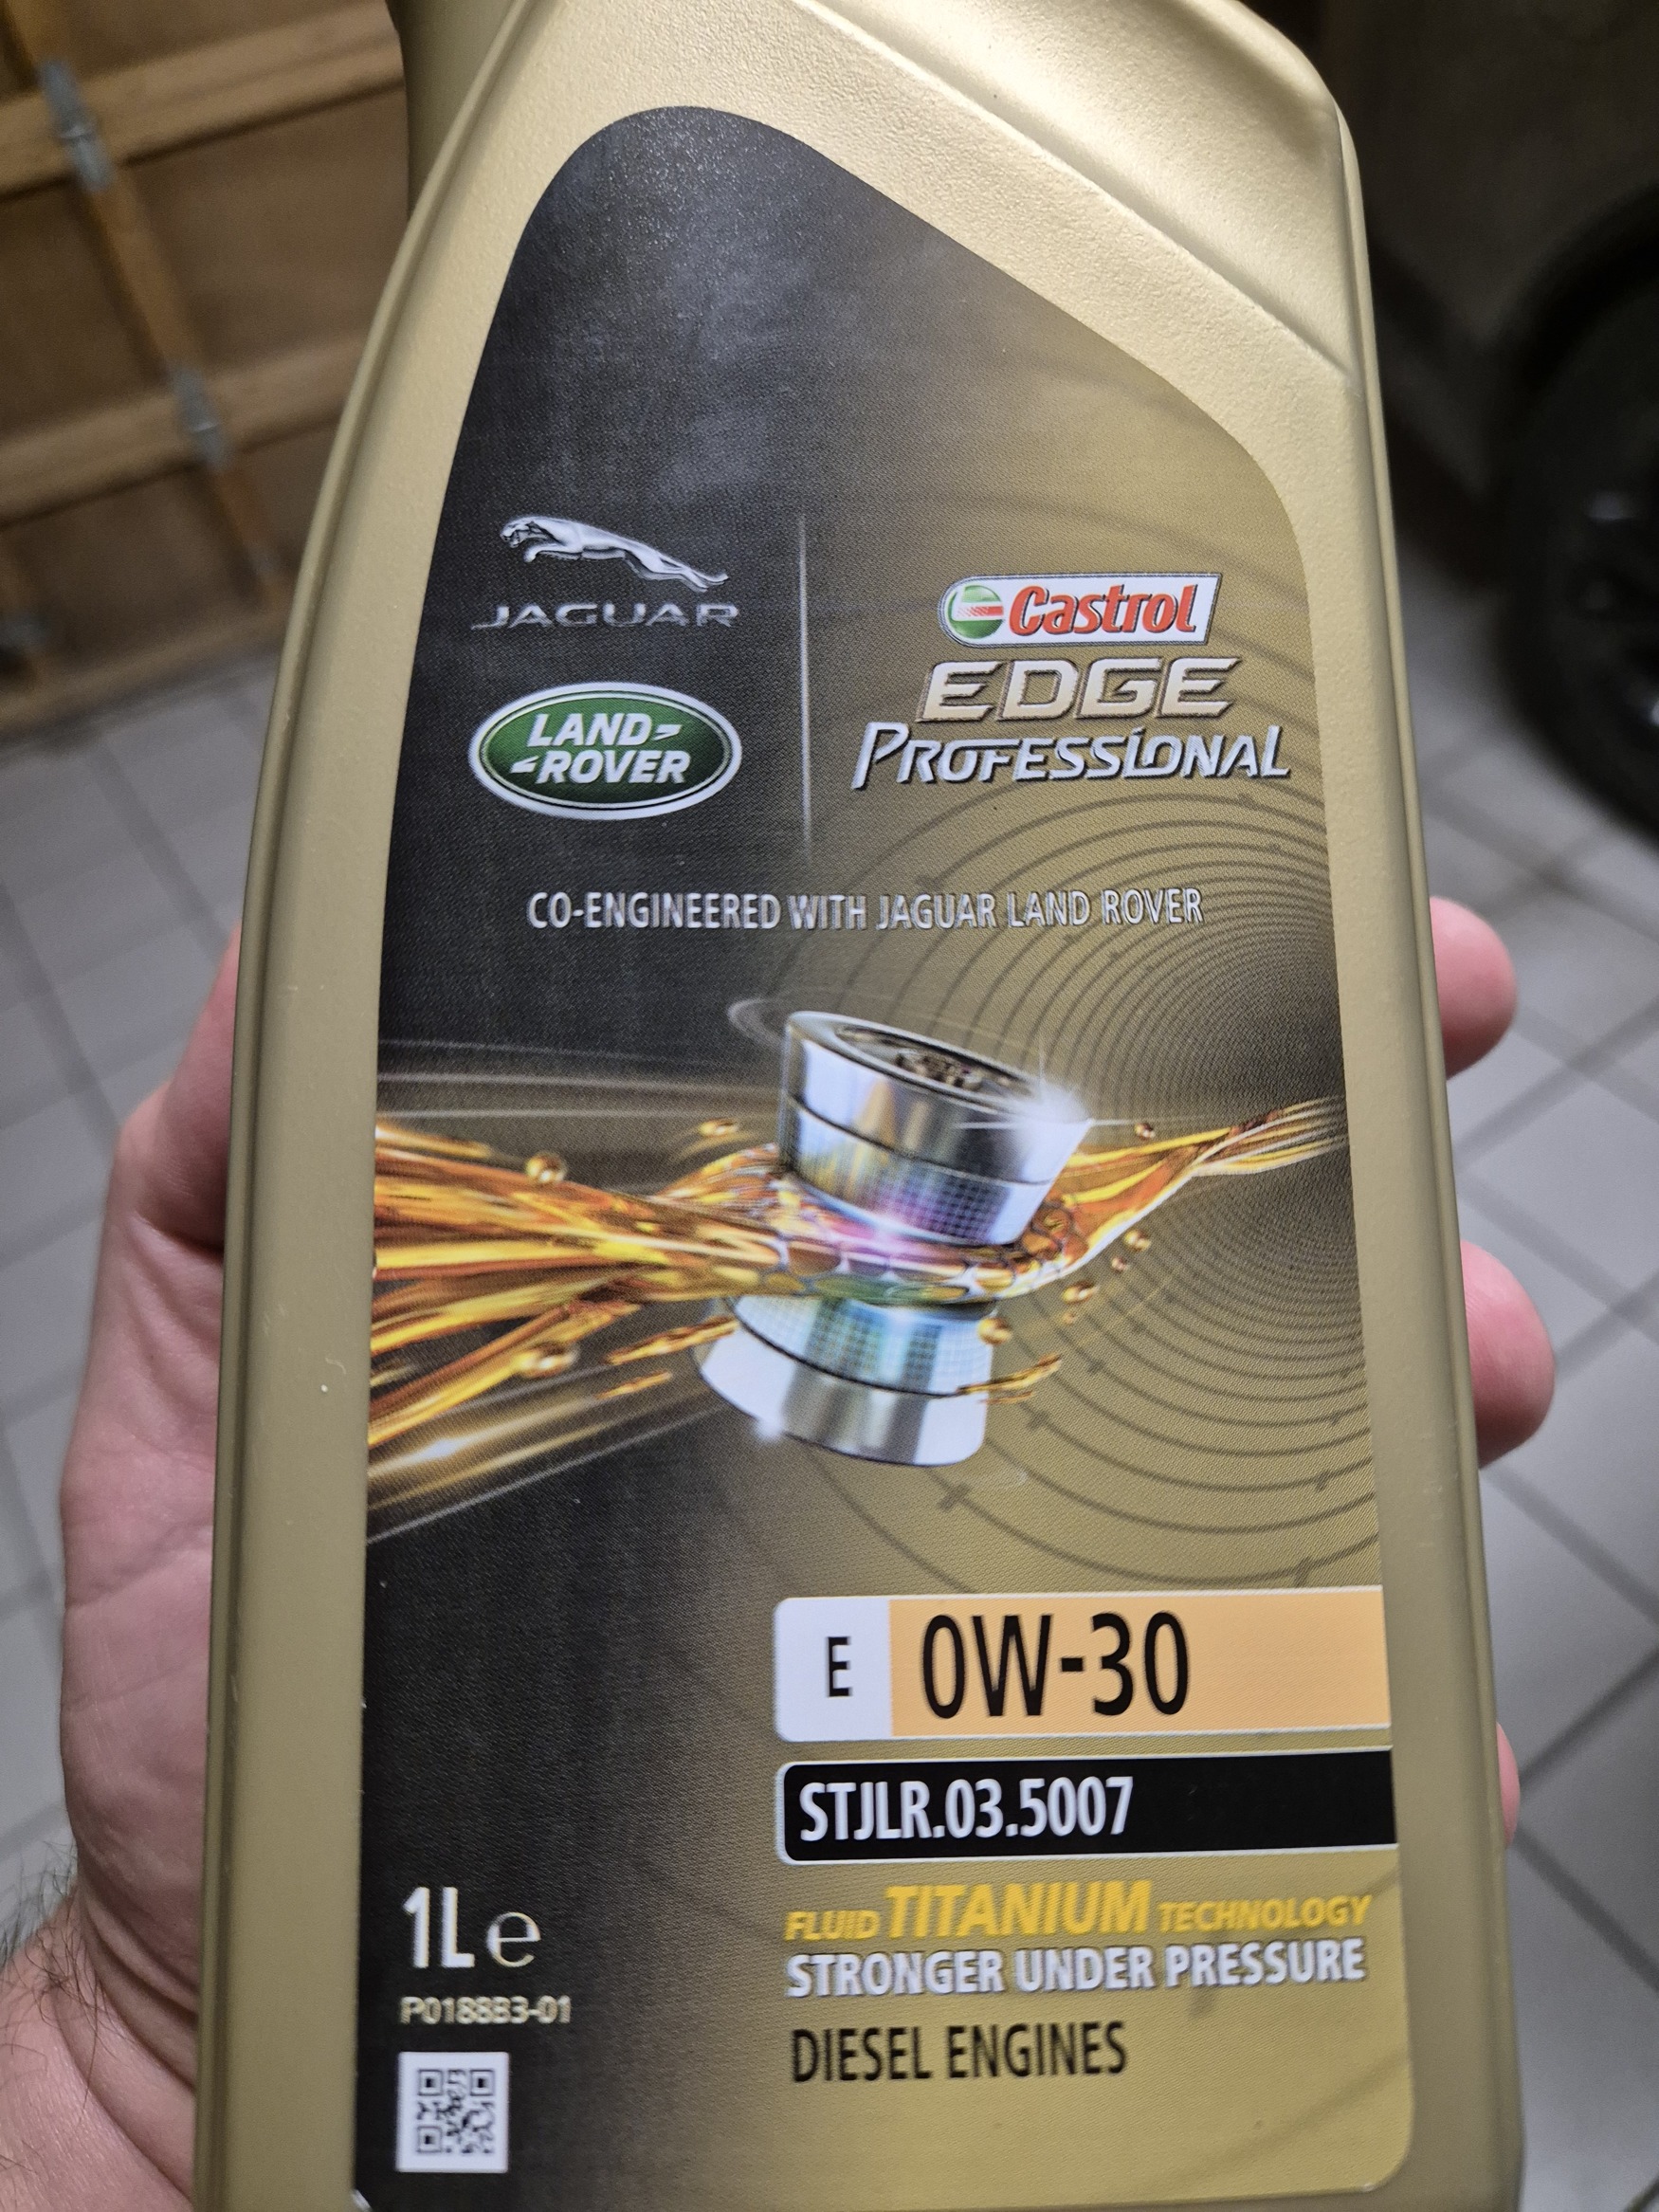 JAGUAR
LAND
ROVER
Castrol
EDGE
PROFESSIONAL
CO-ENGINEERED WITH JAGUAR LAND ROVER
E 0W-30
STJLR.03.5007
FLUID TITANIUM TECHNOLOGY
STRONGER UNDER PRESSURE
DIESEL ENGINES
1L e
P0188B3-01